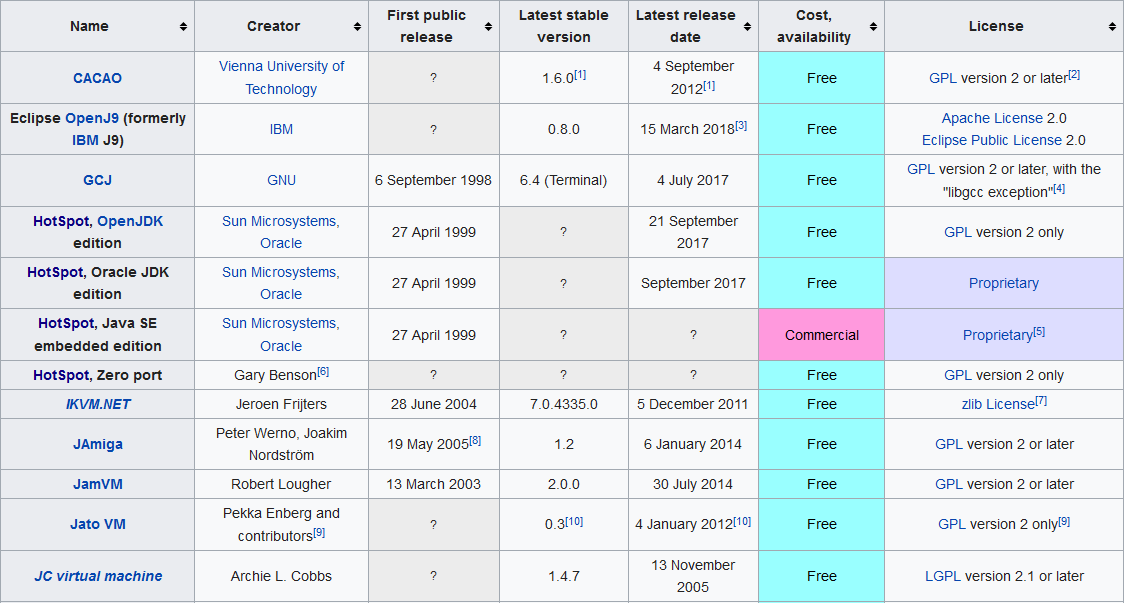 Name Creator First public release Latest stable version Latest release date Cost, availability License
CACAO Vienna University of Technology ? 1.6.0[1] 4 September 2012[1] Free GPL version 2 or later[2]
Eclipse OpenJ9 (formerly IBM J9) IBM ? 0.8.0 15 March 2018[3] Free Apache License 2.0 Eclipse Public License 2.0
GCJ GNU 6 September 1998 6.4 (Terminal) 4 July 2017 Free GPL version 2 or later, with the "libgcc exception"[4]
HotSpot, OpenJDK edition Sun Microsystems, Oracle 27 April 1999 ? 21 September 2017 Free GPL version 2 only
HotSpot, Oracle JDK edition Sun Microsystems, Oracle 27 April 1999 ? September 2017 Free Proprietary
HotSpot, Java SE embedded edition Sun Microsystems, Oracle 27 April 1999 ? ? Commercial Proprietary[5]
HotSpot, Zero port Gary Benson[6] ? ? ? Free GPL version 2 only
IKVM.NET Jeroen Frijters 28 June 2004 7.0.4335.0 5 December 2011 Free zlib License[7]
JAmiga Peter Werno, Joakim Nordström 19 May 2005[8] 1.2 6 January 2014 Free GPL version 2 or later
JamVM Robert Lougher 13 March 2003 2.0.0 30 July 2014 Free GPL version 2 or later
Jato VM Pekka Enberg and contributors[9] ? 0.3[10] 4 January 2012[10] Free GPL version 2 only[9]
JC virtual machine Archie L. Cobbs ? 1.4.7 13 November 2005 Free LGPL version 2.1 or later